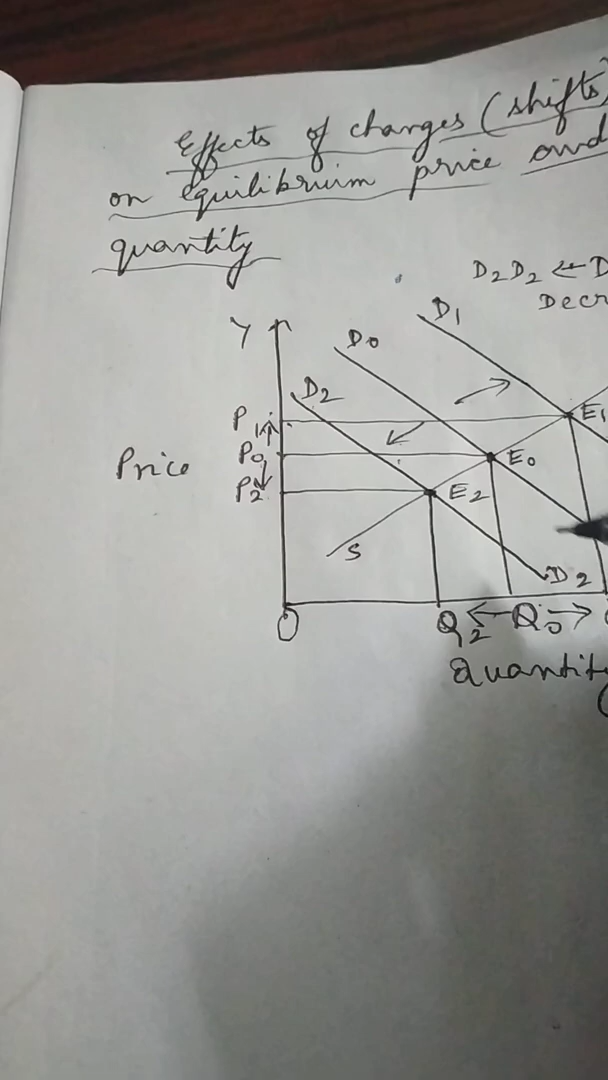 Effects of changes (shifts)
on equilibrium price and
quantity
D2D2 ← D
Decr
Y
D0
D1
D2
P1
E1
P0
E0
Price
P2
E2
S
D2
O
Q2 ← Q0 →
Quantity